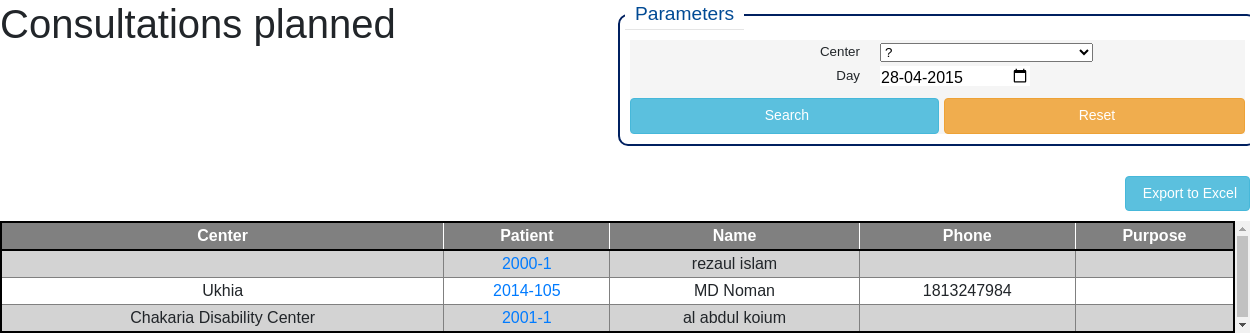 Consultations planned
Parameters
Center ?
Day 28-04-2015
Search Reset
Export to Excel
Center Patient Name Phone Purpose
2000-1 rezaul islam
Ukhia 2014-105 MD Noman 1813247984
Chakaria Disability Center 2001-1 al abdul koium